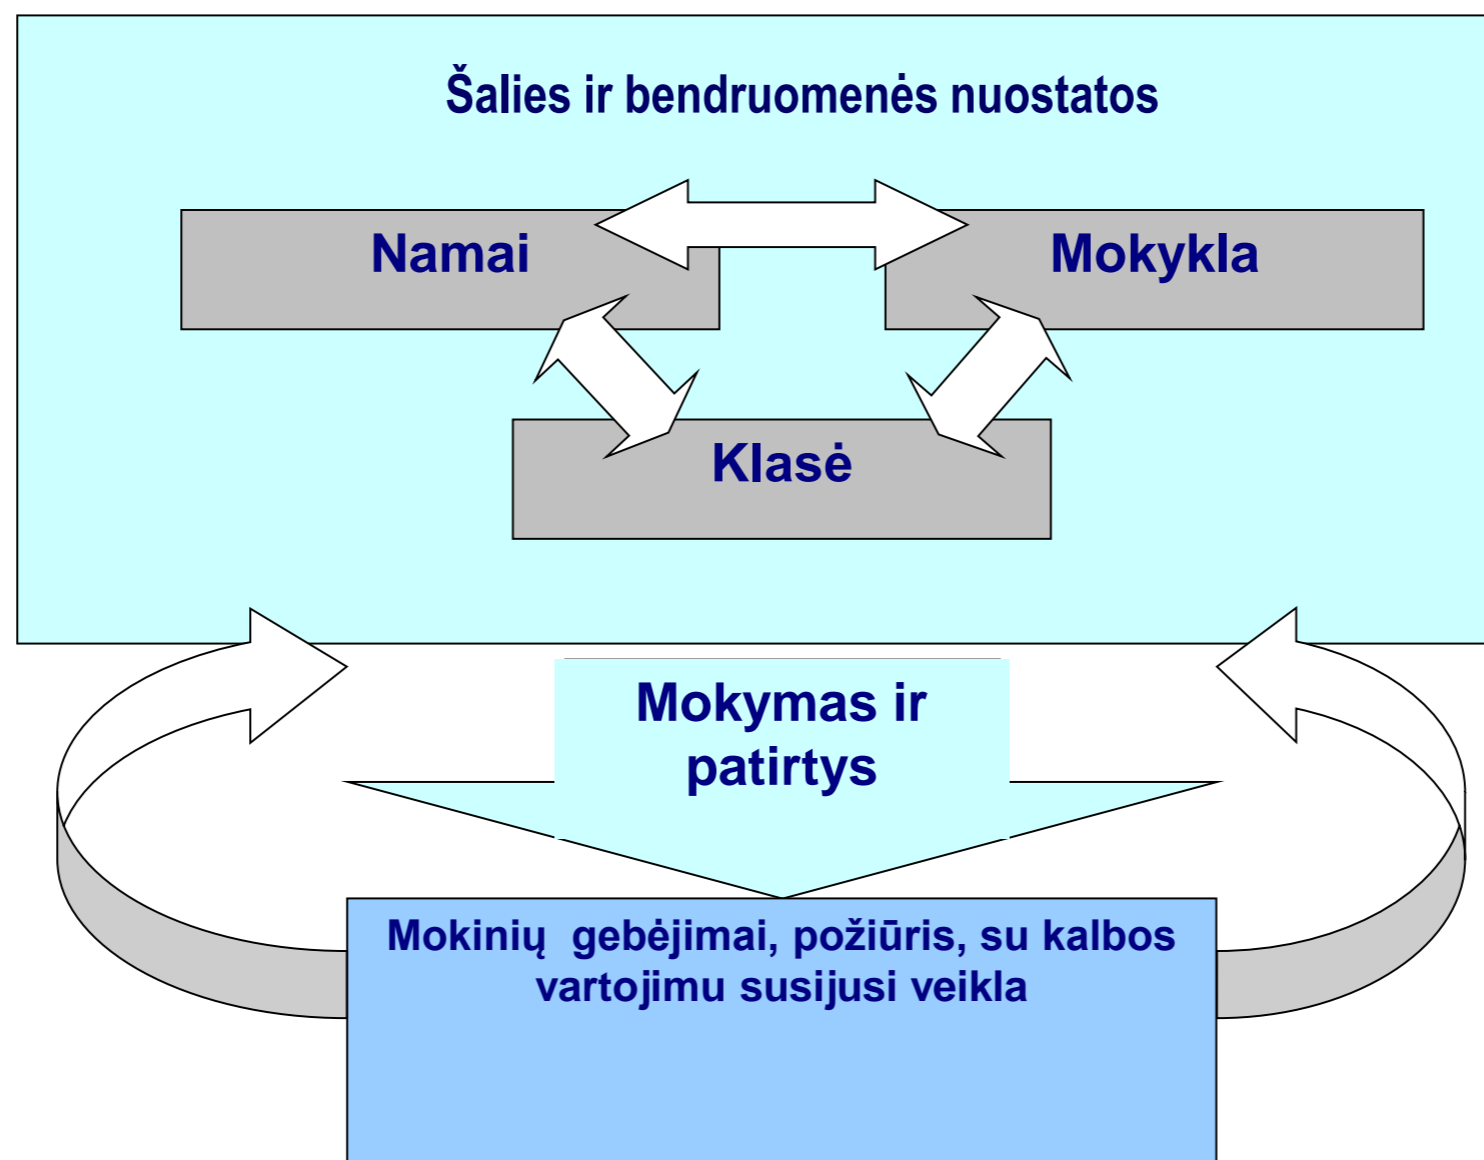 Šalies ir bendruomenės nuostatos
Namai
Mokykla
Klasė
Mokymas ir
patirtys
Mokinių gebėjimai, požiūris, su kalbos
vartojimu susijusi veikla